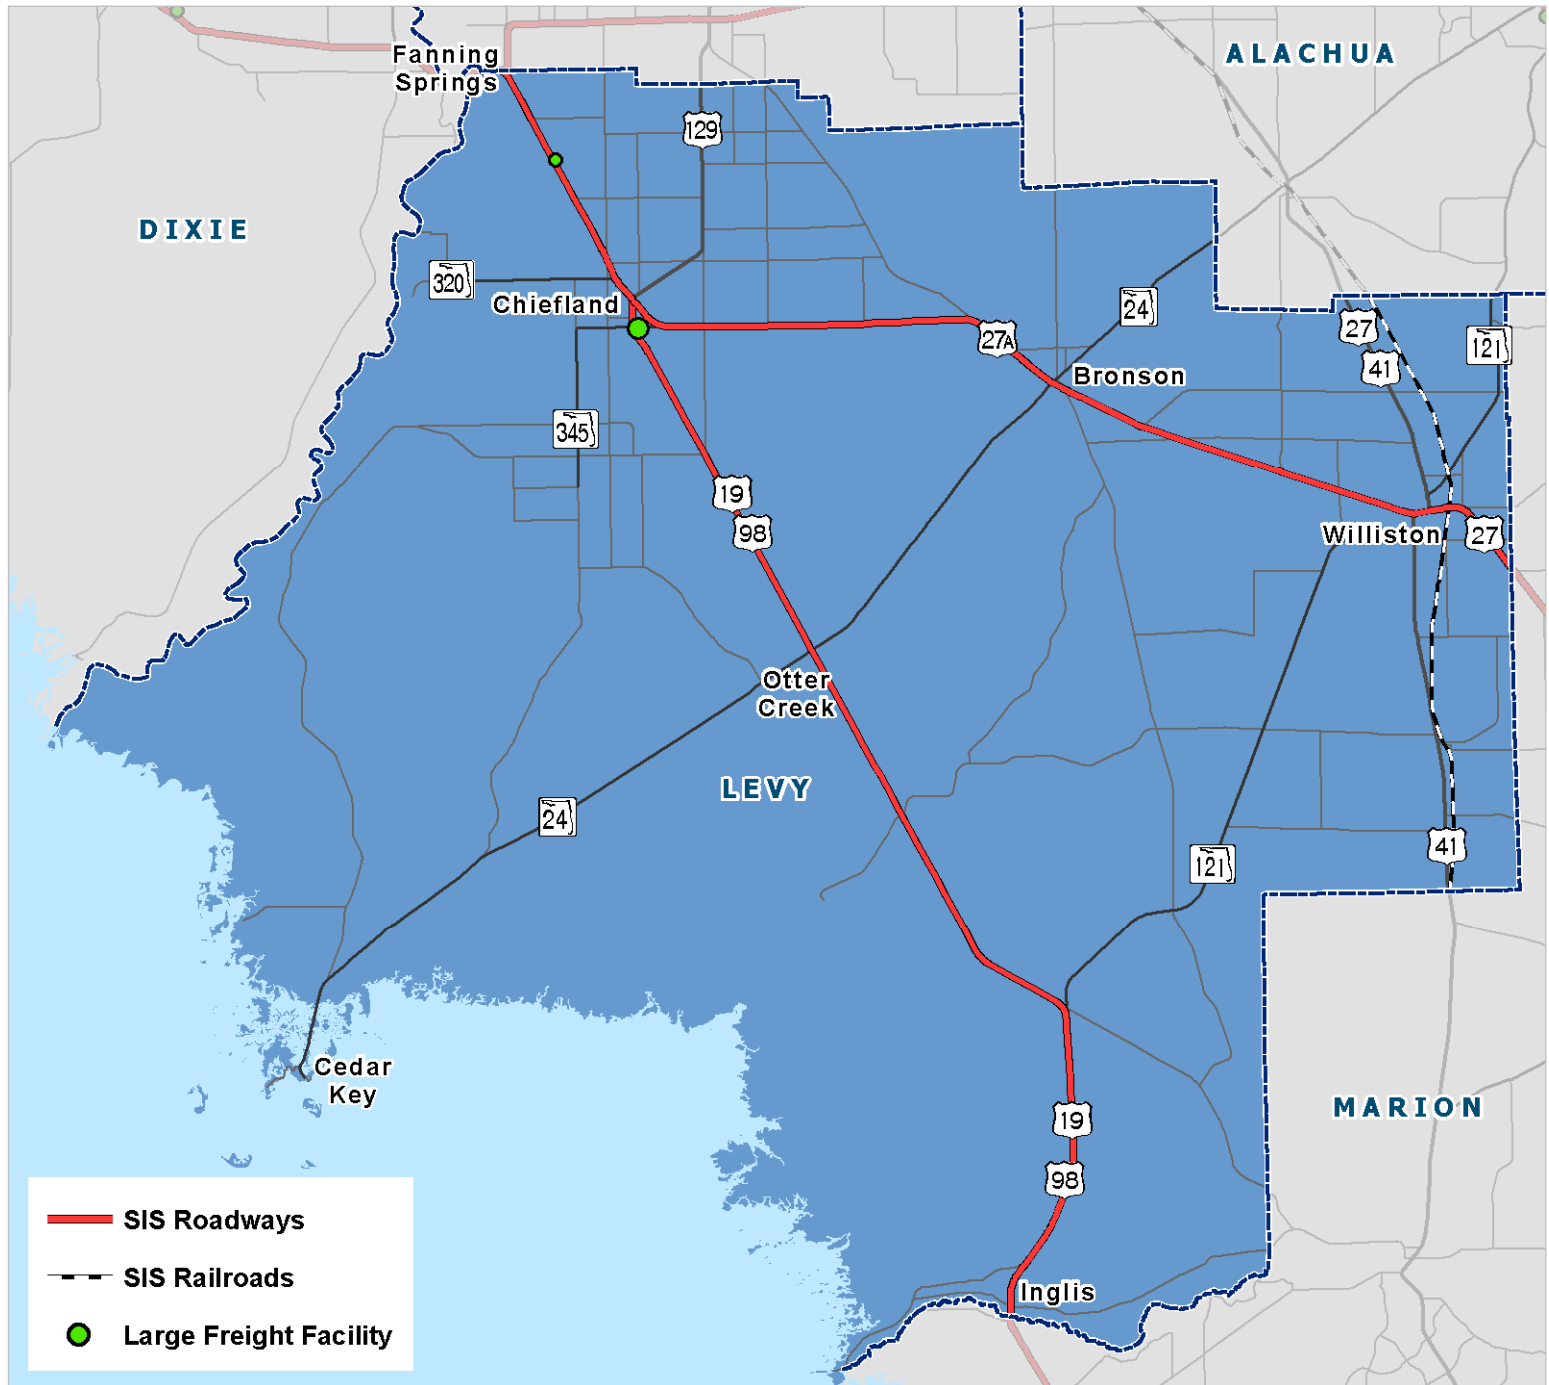 Fanning
Springs
ALACHUA
129
DIXIE
320
Chiefland
24
27
121
27A
41
Bronson
345
19
98
Williston
27
Otter
Creek
LEVY
24
41
121
Cedar
Key
MARION
19
98
Inglis
SIS Roadways
SIS Railroads
Large Freight Facility